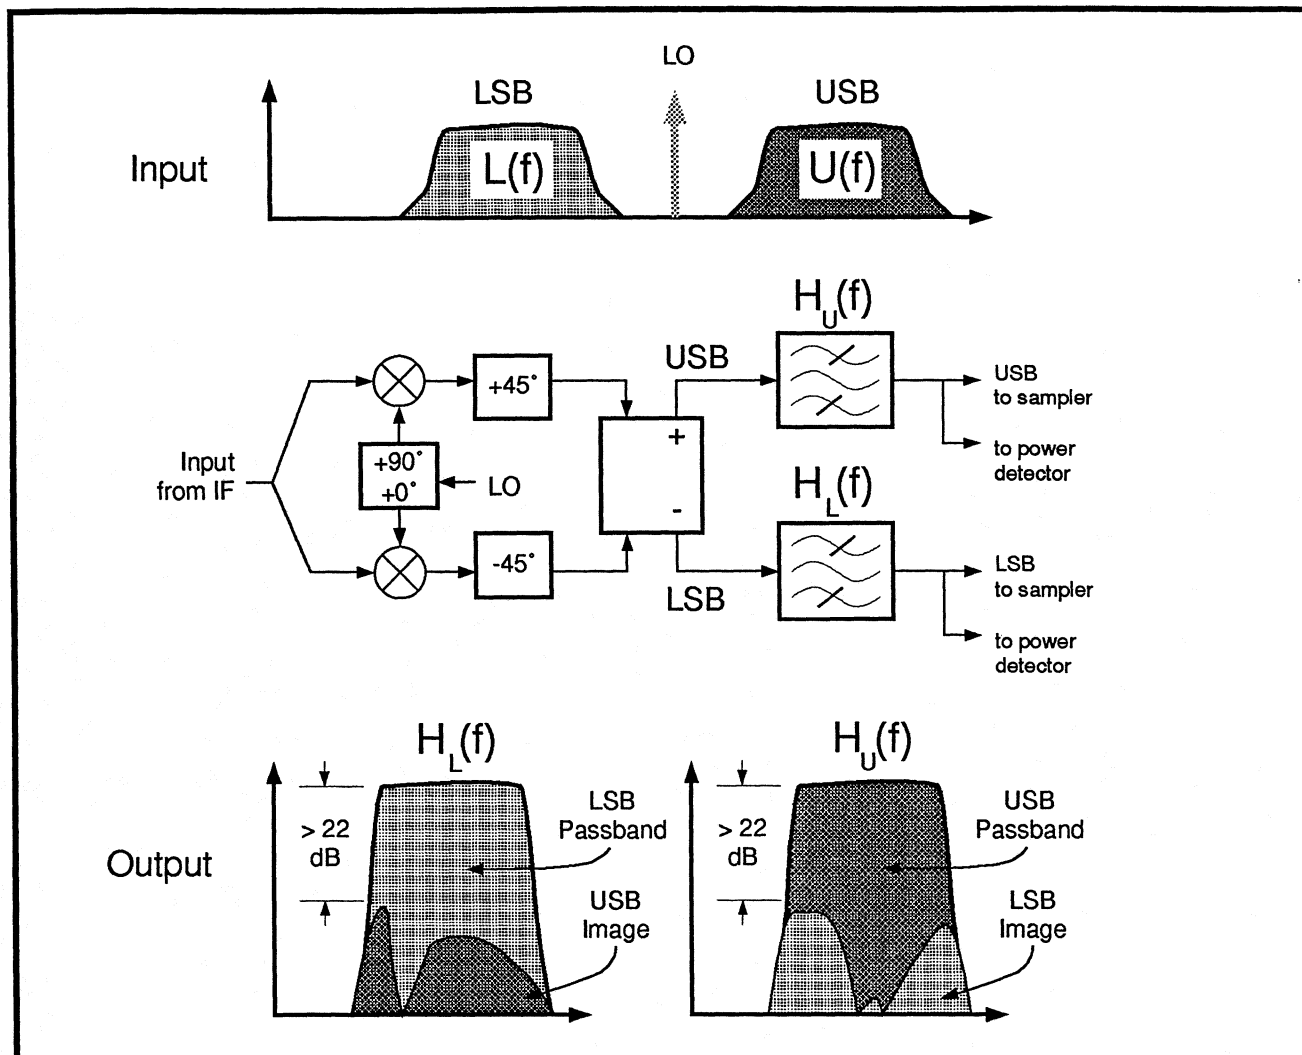 LO
LSB
USB
Input
L(f)
U(f)
H_U(f)
USB
+45°
USB
to sampler
+
+90°
+0°
LO
Input
from IF
to power
detector
H_L(f)
-
-45°
LSB
LSB
to sampler
to power
detector
H_L(f)
H_U(f)
> 22
dB
LSB
Passband
> 22
dB
USB
Passband
Output
USB
Image
LSB
Image